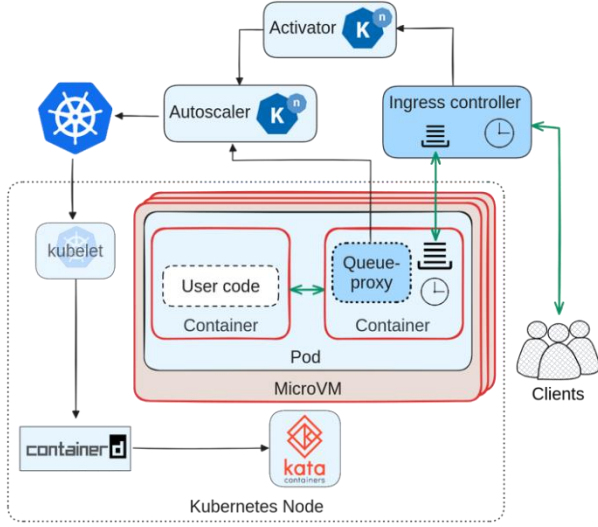 Activator
K
n
Autoscaler
K
n
Ingress controller
kubelet
User code
Container
Queue-
proxy
Container
Pod
MicroVM
Clients
containerd
kata
containers
Kubernetes Node